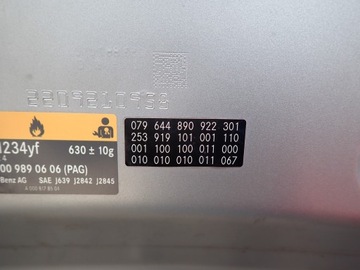 079 644 890 922 301
253 919 101 001 110
001 100 100 011 000
010 010 010 011 067
1234yf
630 ± 10g
00 989 06 06 (PAG)
Benz AG SAE J639 J2842 J2845